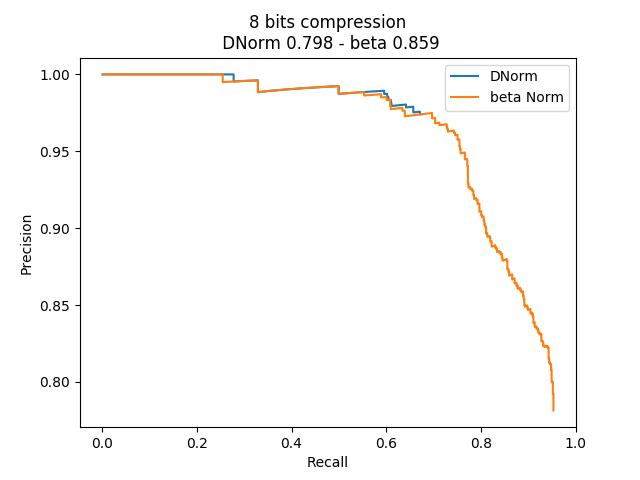 8 bits compression
DNorm 0.798 - beta 0.859
DNorm
beta Norm
1.00
0.95
0.90
0.85
0.80
Precision
0.0 0.2 0.4 0.6 0.8 1.0
Recall